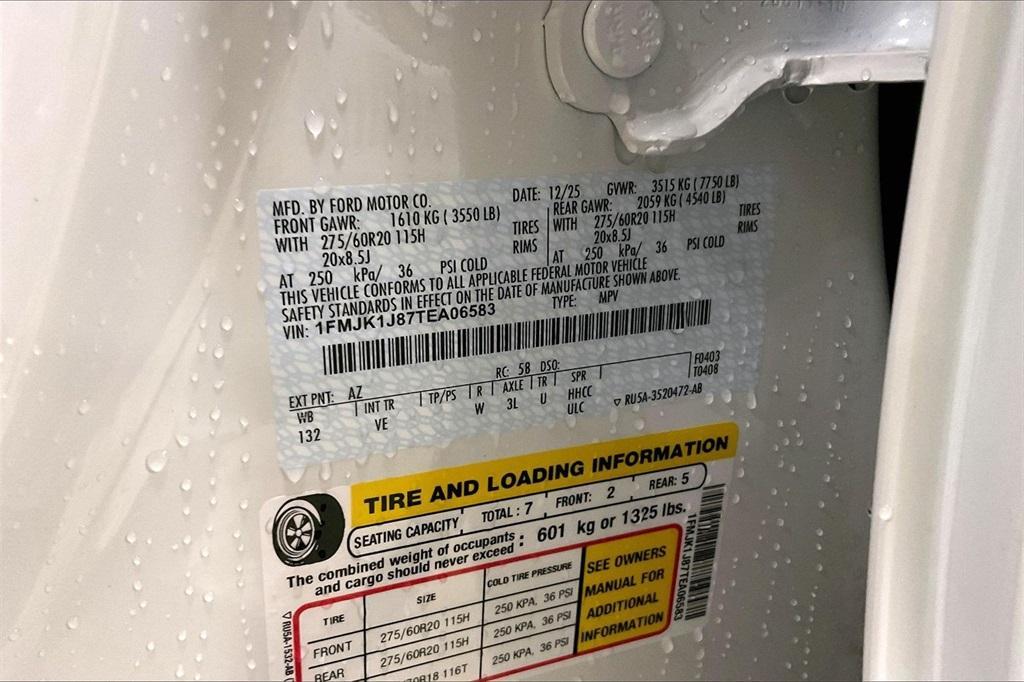 MFD. BY FORD MOTOR CO.
DATE: 12/25 GVWR: 3515 KG ( 7750 LB)
FRONT GAWR: 1610 KG ( 3550 LB)
WITH 275/60R20 115H TIRES
20x8.5J RIMS
AT 250 kPa/ 36 PSI COLD
REAR GAWR: 2059 KG ( 4540 LB)
WITH 275/60R20 115H TIRES
20x8.5J RIMS
AT 250 kPa/ 36 PSI COLD
THIS VEHICLE CONFORMS TO ALL APPLICABLE FEDERAL MOTOR VEHICLE
SAFETY STANDARDS IN EFFECT ON THE DATE OF MANUFACTURE SHOWN ABOVE.
VIN: 1FMJK1J87TEA06583 TYPE: MPV
EXT PNT: AZ RC: 58 DSO: F0403
T0408
WB INT TR TP/PS R AXLE TR SPR
132 VE W 3L U HHCC
ULC ▽ RU5A-3520472-AB
TIRE AND LOADING INFORMATION
SEATING CAPACITY TOTAL: 7 FRONT: 2 REAR: 5
The combined weight of occupants
and cargo should never exceed : 601 kg or 1325 lbs.
TIRE SIZE COLD TIRE PRESSURE
FRONT 275/60R20 115H 250 KPA, 36 PSI
REAR 275/60R20 115H 250 KPA, 36 PSI
70R18 116T 250 KPA, 36 PSI
SEE OWNERS
MANUAL FOR
ADDITIONAL
INFORMATION
1FMJK1J87TEA06583
▽ RU5A-1532-AB